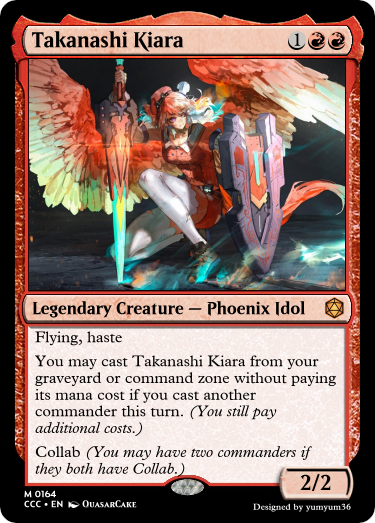 Takanashi Kiara 1
Legendary Creature — Phoenix Idol
Flying, haste
You may cast Takanashi Kiara from your
graveyard or command zone without paying
its mana cost if you cast another
commander this turn. (You still pay
additional costs.)
Collab (You may have two commanders if
they both have Collab.)
2/2
M 0164
CCC • EN QuasarCake
Designed by yumyum36